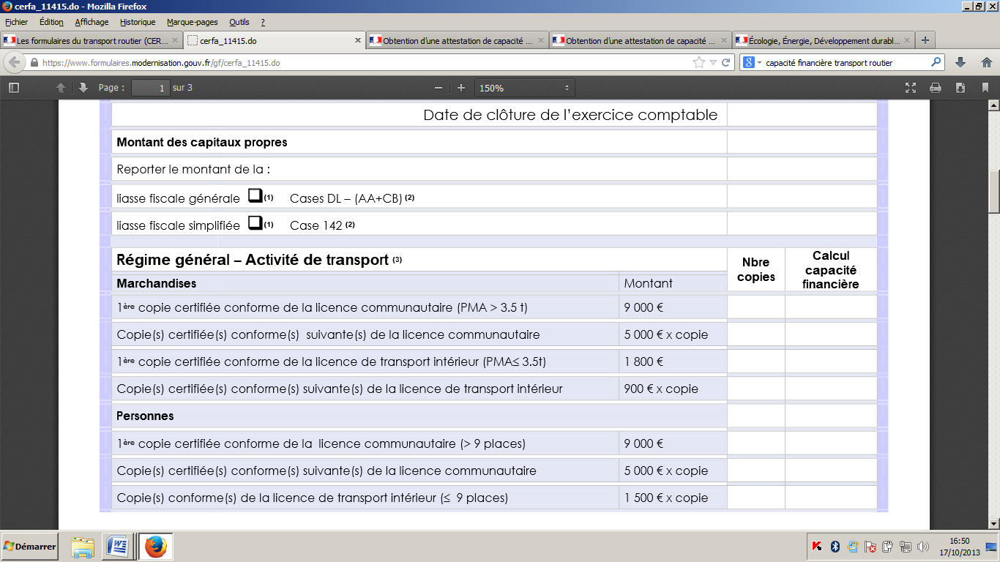 cerfa_11415.do - Mozilla Firefox
Fichier Édition Affichage Historique Marque-pages Outils ?
Les formulaires du transport routier (CER... cerfa_11415.do Obtention d'une attestation de capacité ... Obtention d'une attestation de capacité ... Écologie, Énergie, Développement durabl...
https://www.formulaires.modernisation.gouv.fr/gf/cerfa_11415.do capacité financière transport routier
Page : 1 sur 3 150%
Date de clôture de l'exercice comptable
Montant des capitaux propres
Reporter le montant de la :
liasse fiscale générale (1) Cases DL – (AA+CB) (2)
liasse fiscale simplifiée (1) Case 142 (2)
Régime général – Activité de transport (3) Nbre copies Calcul capacité financière
Marchandises Montant
1ère copie certifiée conforme de la licence communautaire (PMA > 3.5 t) 9 000 €
Copie(s) certifiée(s) conforme(s) suivante(s) de la licence communautaire 5 000 € x copie
1ère copie certifiée conforme de la licence de transport intérieur (PMA≤ 3.5t) 1 800 €
Copie(s) certifiée(s) conforme(s) suivante(s) de la licence de transport intérieur 900 € x copie
Personnes
1ère copie certifiée conforme de la licence communautaire (> 9 places) 9 000 €
Copie(s) certifiée(s) conforme(s) suivante(s) de la licence communautaire 5 000 € x copie
Copie(s) conforme(s) de la licence de transport intérieur (≤ 9 places) 1 500 € x copie
Démarrer 16:50
17/10/2013